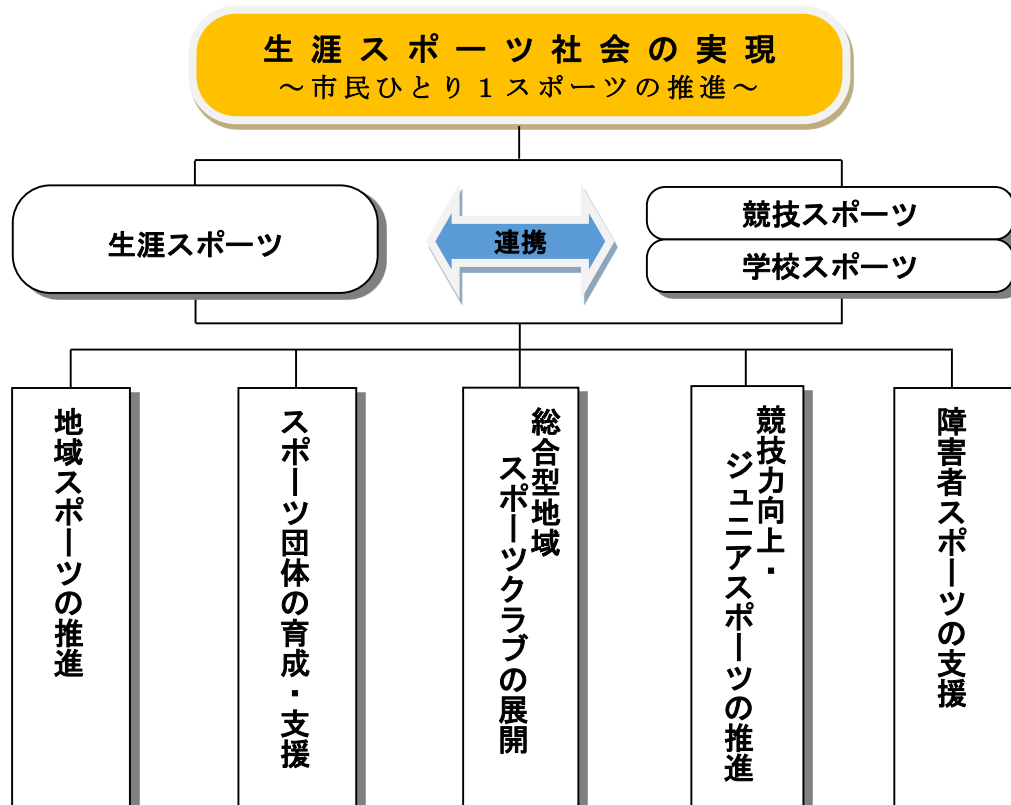 生涯スポーツ社会の実現
～市民ひとり１スポーツの推進～
生涯スポーツ
連携
競技スポーツ
学校スポーツ
地域スポーツの推進
スポーツ団体の育成・支援
総合型地域
スポーツクラブの展開
競技力向上・
ジュニアスポーツの推進
障害者スポーツの支援